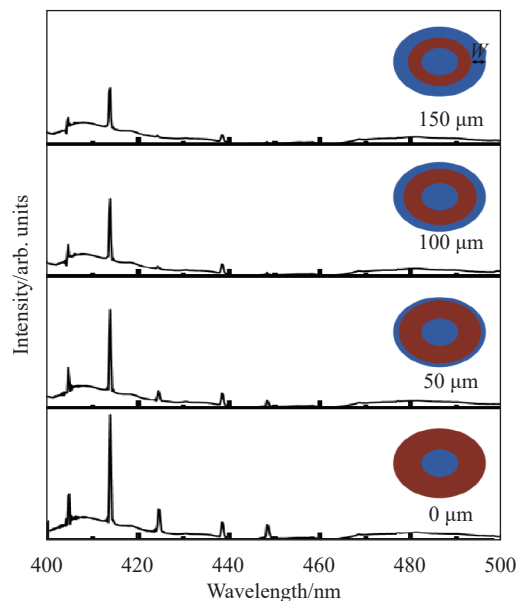 W
150 μm
100 μm
50 μm
0 μm
Intensity/arb. units
400 420 440 460 480 500
Wavelength/nm